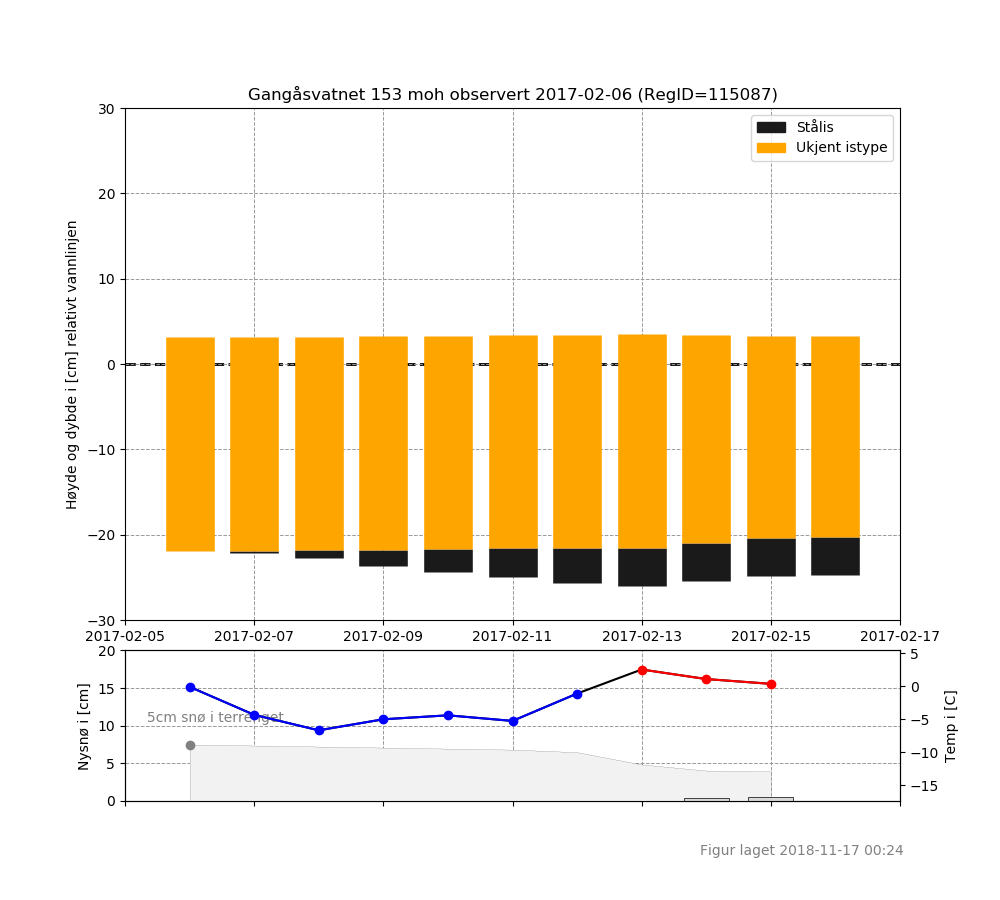 Gangåsvatnet 153 moh observert 2017-02-06 (RegID=115087)
Stålis
Ukjent istype
Høyde og dybde i [cm] relativt vannlinjen
30
20
10
0
−10
−20
−30
2017-02-05 2017-02-07 2017-02-09 2017-02-11 2017-02-13 2017-02-15 2017-02-17
Nysnø i [cm]
20
15
10
5
0
5cm snø i terrenget
5
0
−5
−10
−15
Temp i [C]
Figur laget 2018-11-17 00:24